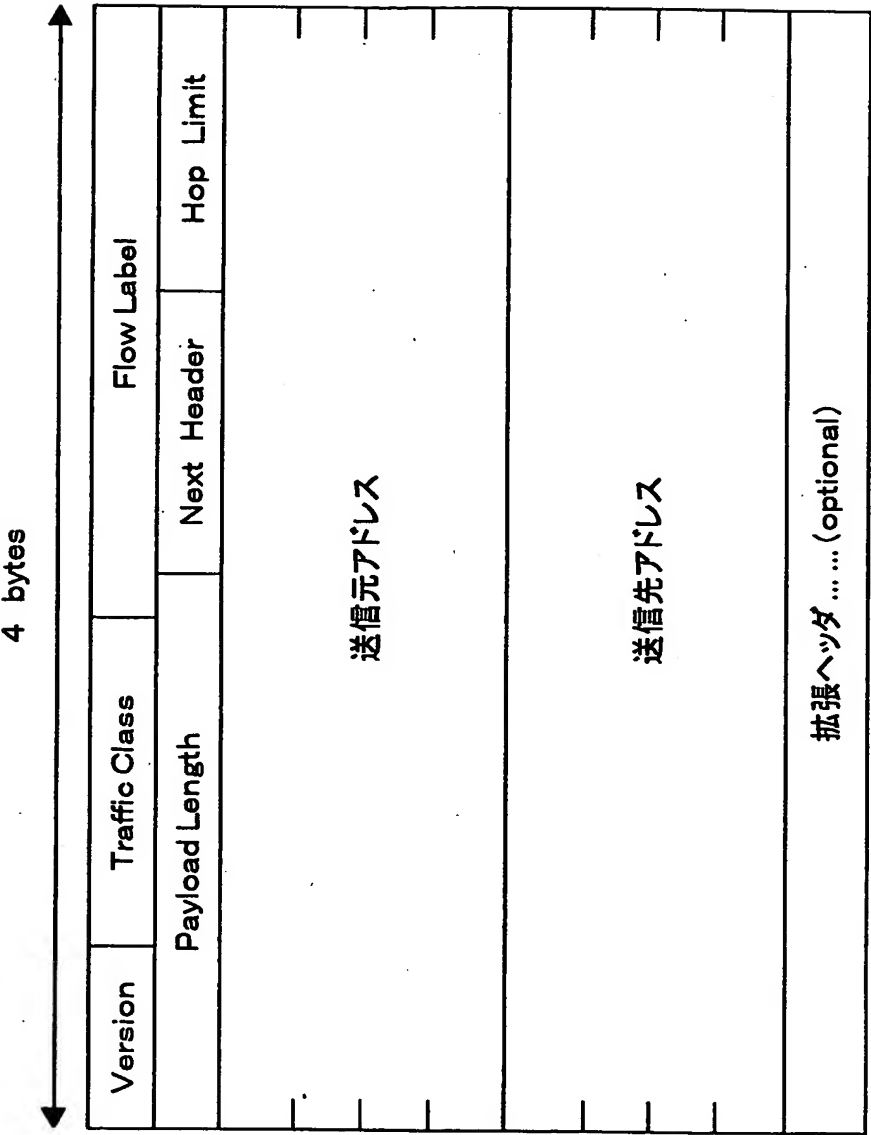 4 bytes
Version
Traffic Class
Flow Label
Payload Length
Next Header
Hop Limit
送信元アドレス
送信先アドレス
拡張ヘッダ……(optional)